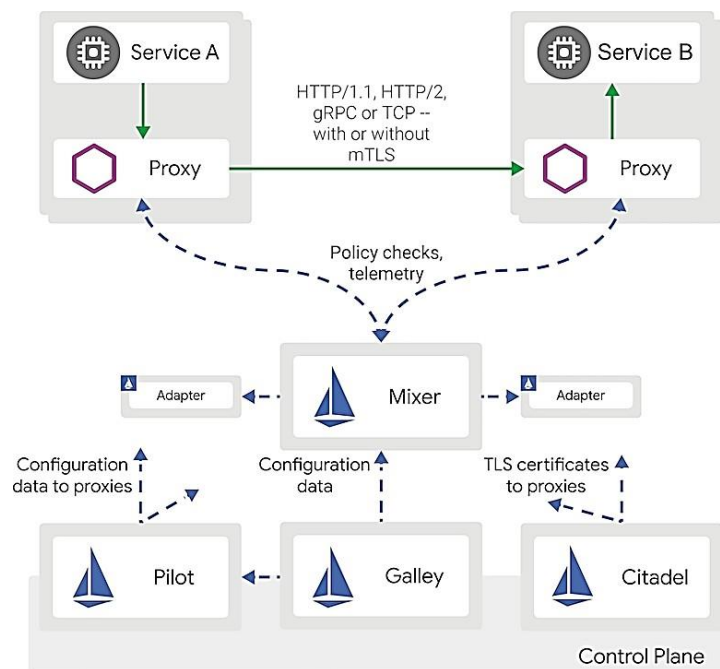 Service A
Service B
HTTP/1.1, HTTP/2,
gRPC or TCP --
with or without
mTLS
Proxy
Proxy
Policy checks,
telemetry
Mixer
Adapter
Adapter
Configuration
data to proxies
Configuration
data
TLS certificates
to proxies
Pilot
Galley
Citadel
Control Plane